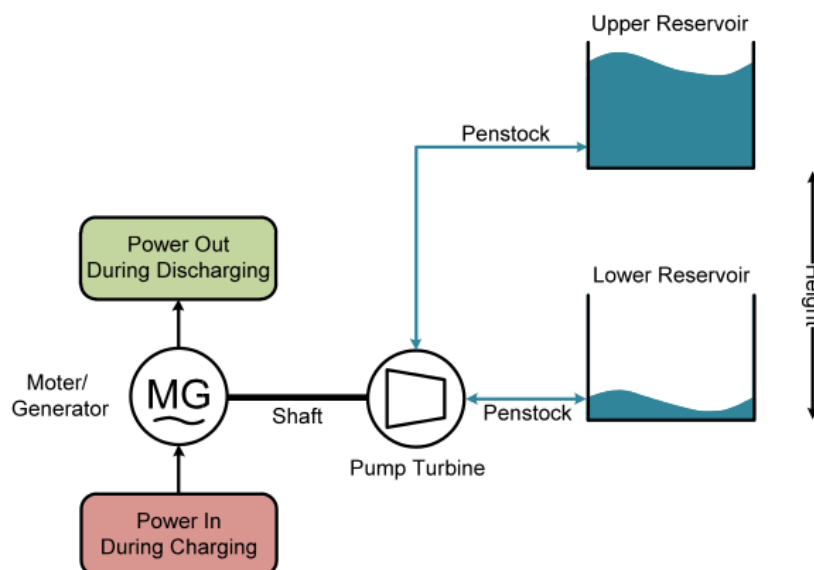 Upper Reservoir
Penstock
Power Out
During Discharging
Lower Reservoir
Height
Moter/
Generator
MG
Shaft
Penstock
Pump Turbine
Power In
During Charging